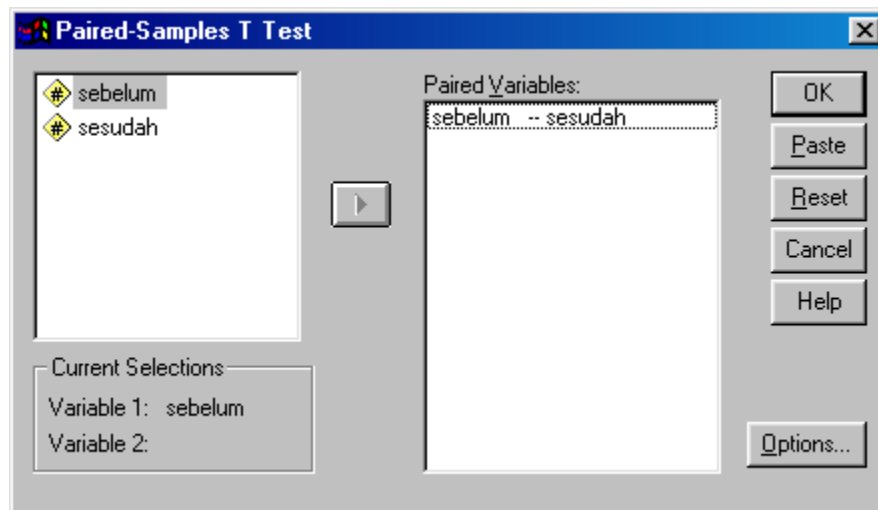 Paired-Samples T Test
sebelum
sesudah
Paired Variables:
sebelum -- sesudah
OK
Paste
Reset
Cancel
Help
Current Selections
Variable 1: sebelum
Variable 2:
Options...